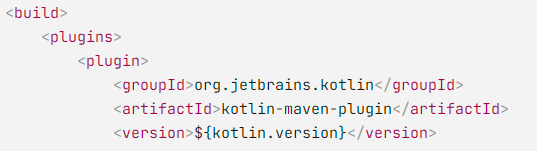 <build>
<plugins>
<plugin>
<groupId>org.jetbrains.kotlin</groupId>
<artifactId>kotlin-maven-plugin</artifactId>
<version>${kotlin.version}</version>